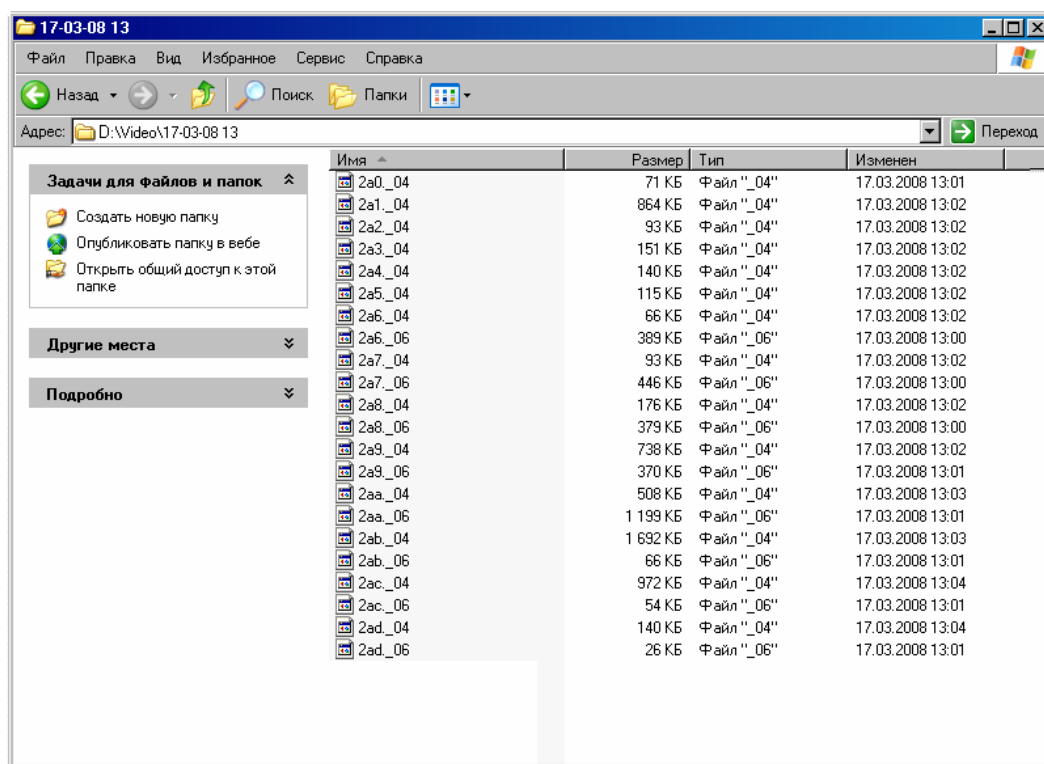 17-03-08 13
Файл Правка Вид Избранное Сервис Справка
Назад Поиск Папки
Адрес: D:\Video\17-03-08 13 Переход
Задачи для файлов и папок
Создать новую папку
Опубликовать папку в вебе
Открыть общий доступ к этой
папке
Другие места
Подробно
Имя Размер Тип Изменен
2a0._04 71 КБ Файл "_04" 17.03.2008 13:01
2a1._04 864 КБ Файл "_04" 17.03.2008 13:02
2a2._04 93 КБ Файл "_04" 17.03.2008 13:02
2a3._04 151 КБ Файл "_04" 17.03.2008 13:02
2a4._04 140 КБ Файл "_04" 17.03.2008 13:02
2a5._04 115 КБ Файл "_04" 17.03.2008 13:02
2a6._04 66 КБ Файл "_04" 17.03.2008 13:02
2a6._06 389 КБ Файл "_06" 17.03.2008 13:00
2a7._04 93 КБ Файл "_04" 17.03.2008 13:02
2a7._06 446 КБ Файл "_06" 17.03.2008 13:00
2a8._04 176 КБ Файл "_04" 17.03.2008 13:02
2a8._06 379 КБ Файл "_06" 17.03.2008 13:00
2a9._04 738 КБ Файл "_04" 17.03.2008 13:02
2a9._06 370 КБ Файл "_06" 17.03.2008 13:01
2aa._04 508 КБ Файл "_04" 17.03.2008 13:03
2aa._06 1 199 КБ Файл "_06" 17.03.2008 13:01
2ab._04 1 692 КБ Файл "_04" 17.03.2008 13:03
2ab._06 66 КБ Файл "_06" 17.03.2008 13:01
2ac._04 972 КБ Файл "_04" 17.03.2008 13:04
2ac._06 54 КБ Файл "_06" 17.03.2008 13:01
2ad._04 140 КБ Файл "_04" 17.03.2008 13:04
2ad._06 26 КБ Файл "_06" 17.03.2008 13:01